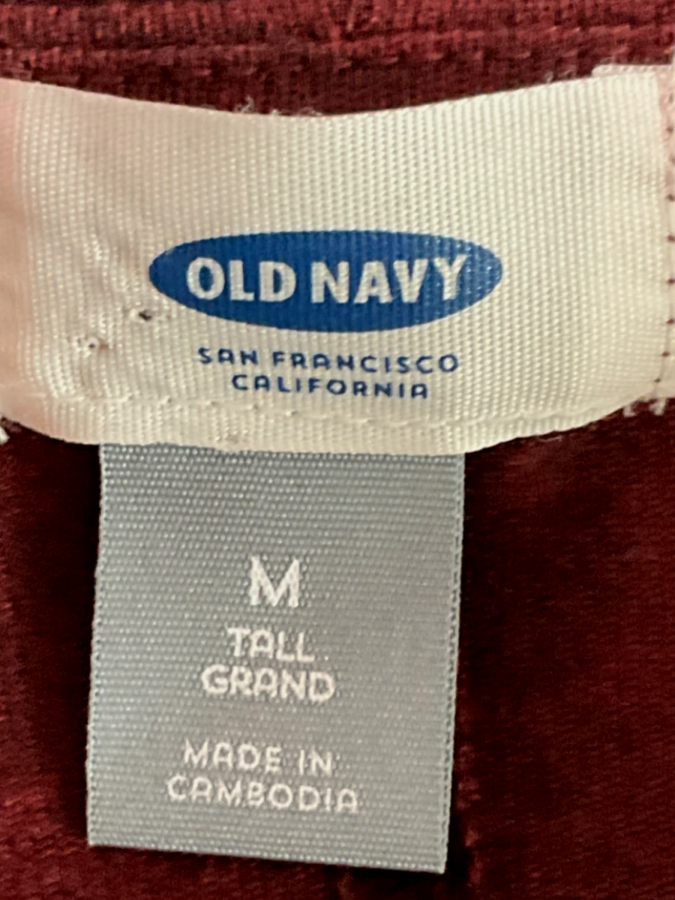 OLD NAVY
SAN FRANCISCO
CALIFORNIA
M
TALL
GRAND
MADE IN
CAMBODIA